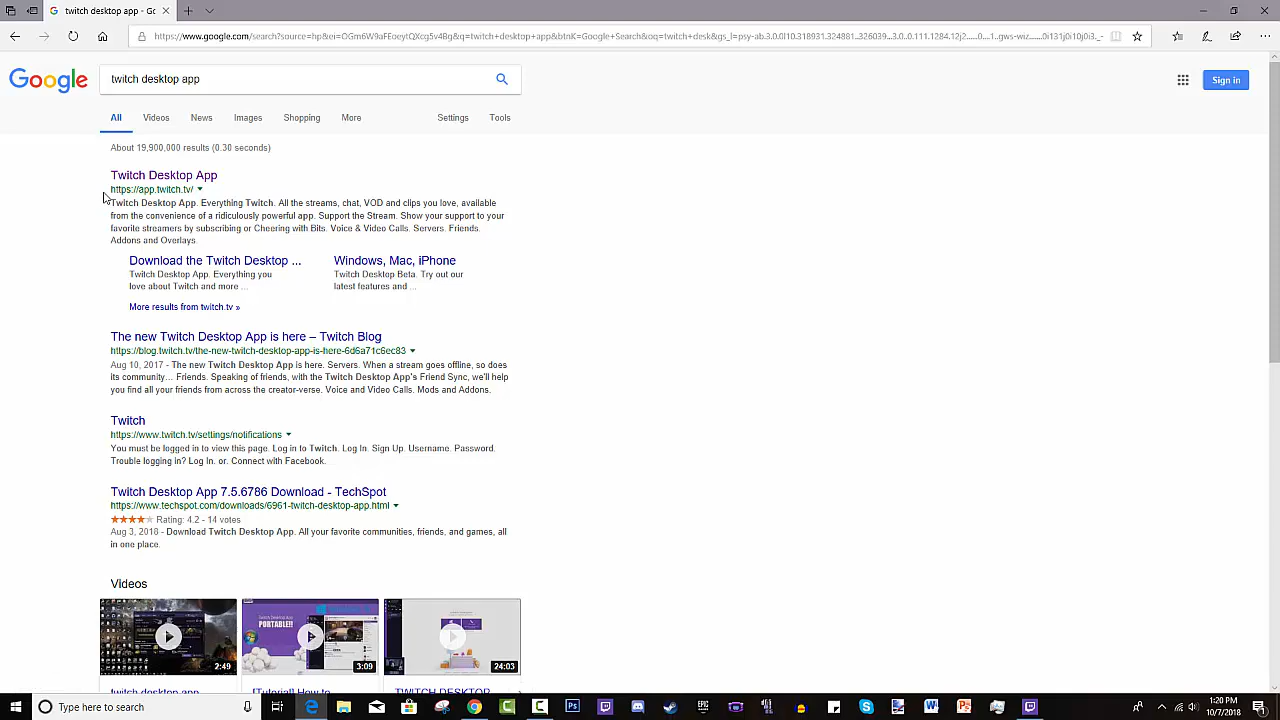 twitch desktop app - Go
https://www.google.com/search?source=hp&ei=OGm6W9aFEoeytQXcg5v4Bg&q=twitch+desktop+app&btnK=Google+Search&oq=twitch+desk&gs_l=psy-ab.3.0.0l10.318931.324881..326039...3.0..0.111.1284.12j2......0....1..gws-wiz.......0i131j0i10j0i3._-
Google
twitch desktop app
Sign in
All Videos News Images Shopping More Settings Tools
About 19,900,000 results (0.30 seconds)
Twitch Desktop App
https://app.twitch.tv/
Twitch Desktop App. Everything Twitch. All the streams, chat, VOD and clips you love, available
from the convenience of a ridiculously powerful app. Support the Stream. Show your support to your
favorite streamers by subscribing or Cheering with Bits. Voice & Video Calls. Servers. Friends.
Addons and Overlays.
Download the Twitch Desktop ... Windows, Mac, iPhone
Twitch Desktop App. Everything you Twitch Desktop Beta. Try out our
love about Twitch and more ... latest features and ...
More results from twitch.tv »
The new Twitch Desktop App is here – Twitch Blog
https://blog.twitch.tv/the-new-twitch-desktop-app-is-here-6d6a71c6ec83
Aug 10, 2017 - The new Twitch Desktop App is here. Servers. When a stream goes offline, so does
its community… Friends. Speaking of friends, with the Twitch Desktop App's Friend Sync, we'll help
you find all your friends from across the creator-verse. Voice and Video Calls. Mods and Addons.
Twitch
https://www.twitch.tv/settings/notifications
You must be logged in to view this page. Log in to Twitch. Log In. Sign Up. Username. Password.
Trouble logging in? Log In. or. Connect with Facebook.
Twitch Desktop App 7.5.6786 Download - TechSpot
https://www.techspot.com/downloads/6961-twitch-desktop-app.html
Rating: 4.2 - 14 votes
Aug 3, 2018 - Download Twitch Desktop App. All your favorite communities, friends, and games, all
in one place.
Videos
Twitch Desktop App
PORTABLE!!
2:49 3:09 24:03
twitch desktop app [Tutorial] How to TWITCH DESKTOP
Type here to search
1:20 PM
10/7/2018